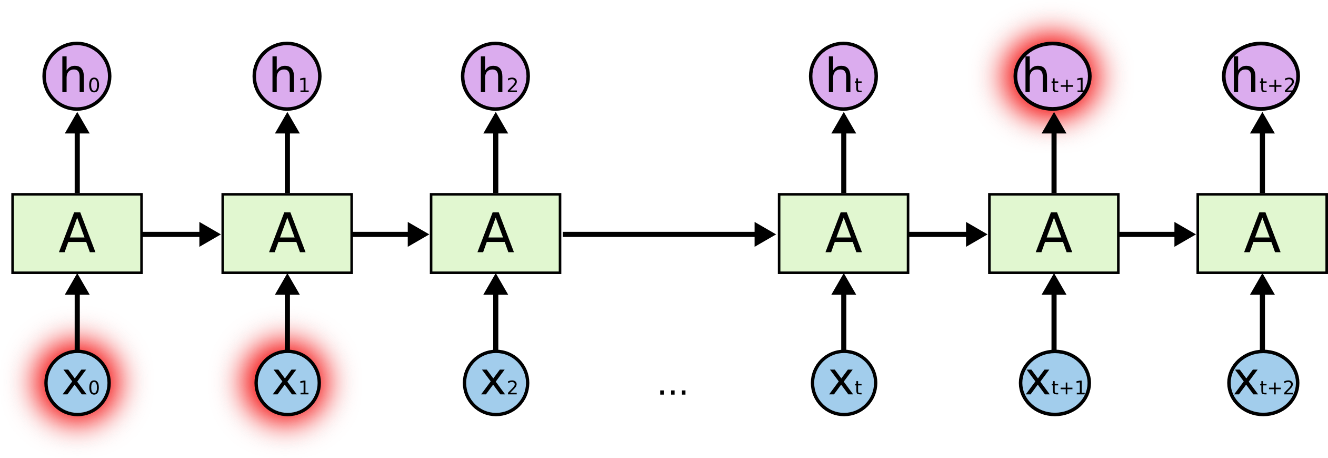 h0 h1 h2 ht ht+1 ht+2
A A A A A A
x0 x1 x2 ... xt xt+1 xt+2